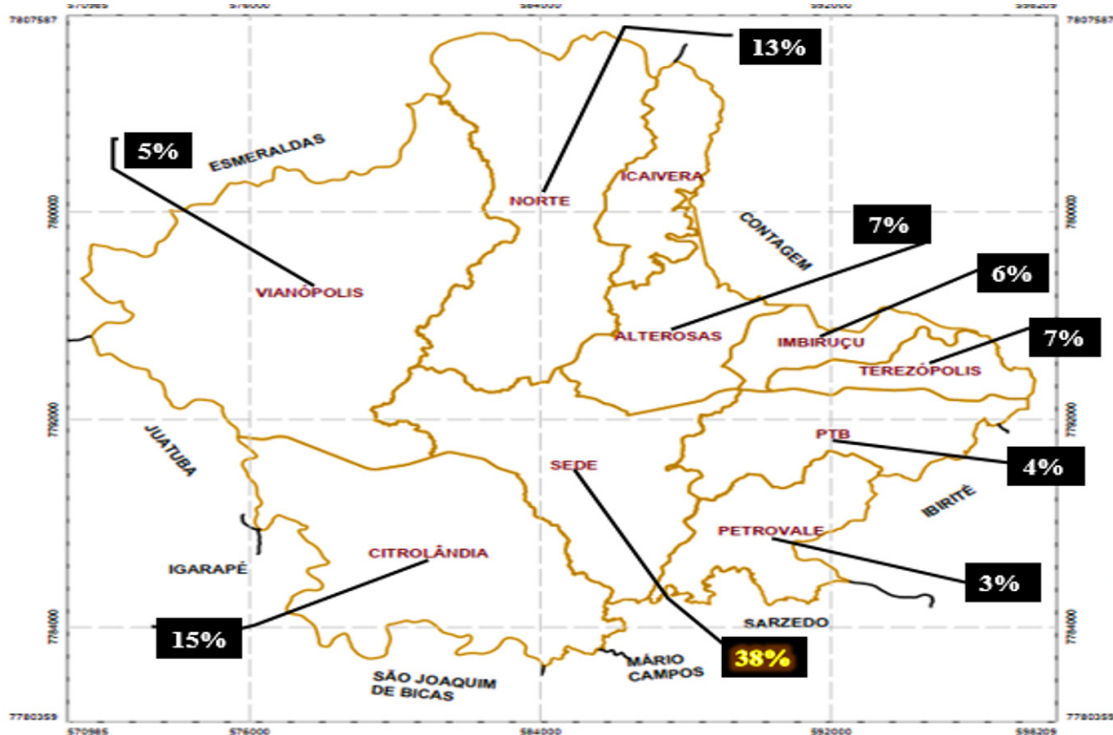 570985 576000 584000 592000 598209
7807587 7807587
13%
5%
ESMERALDAS
ICAIVERA
NORTE
7800000 7800000
CONTAGEM
7%
6%
VIANÓPOLIS
ALTEROSAS
IMBIRUÇU
7%
TEREZÓPOLIS
7792000 7792000
JUATUBA
PTB
SEDE
4%
IBIRITÉ
PETROVALE
CITROLÂNDIA
IGARAPÉ
3%
SARZEDO
7784000 7784000
15%
38%
MÁRIO
CAMPOS
SÃO JOAQUIM
DE BICAS
7780359 7780359
570985 576000 584000 592000 598209